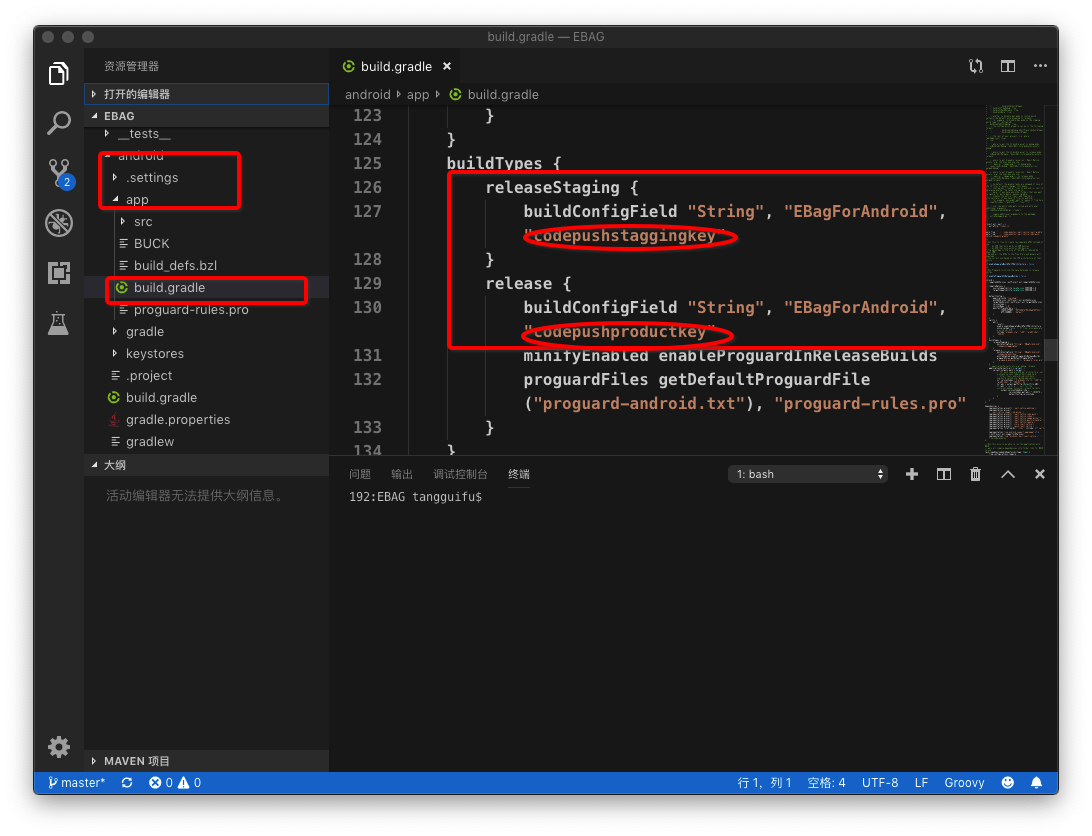 build.gradle — EBAG
资源管理器
打开的编辑器
EBAG
__tests__
android
.settings
app
src
BUCK
build_defs.bzl
build.gradle
proguard-rules.pro
gradle
keystores
.project
build.gradle
gradle.properties
gradlew
大纲
活动编辑器无法提供大纲信息。
MAVEN 项目
2
build.gradle ×
android app build.gradle
123 }
124 }
125 buildTypes {
126 releaseStaging {
127 buildConfigField "String", "EBagForAndroid",
"codepushstaggingkey"
128 }
129 release {
130 buildConfigField "String", "EBagForAndroid",
"codepushproductkey"
131 minifyEnabled enableProguardInReleaseBuilds
132 proguardFiles getDefaultProguardFile
("proguard-android.txt"), "proguard-rules.pro"
133 }
134 }
问题 输出 调试控制台 终端 1: bash
192:EBAG tangguifu$
master* 0 0 行 1，列 1 空格: 4 UTF-8 LF Groovy